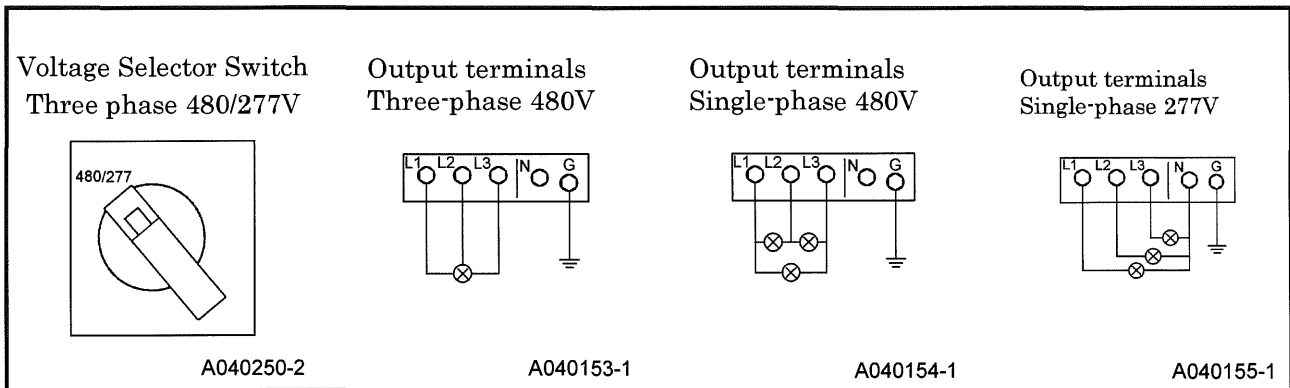 Voltage Selector Switch
Three phase 480/277V
480/277
A040250-2
Output terminals
Three-phase 480V
L1 L2 L3 N G
A040153-1
Output terminals
Single-phase 480V
L1 L2 L3 N G
A040154-1
Output terminals
Single-phase 277V
L1 L2 L3 N G
A040155-1